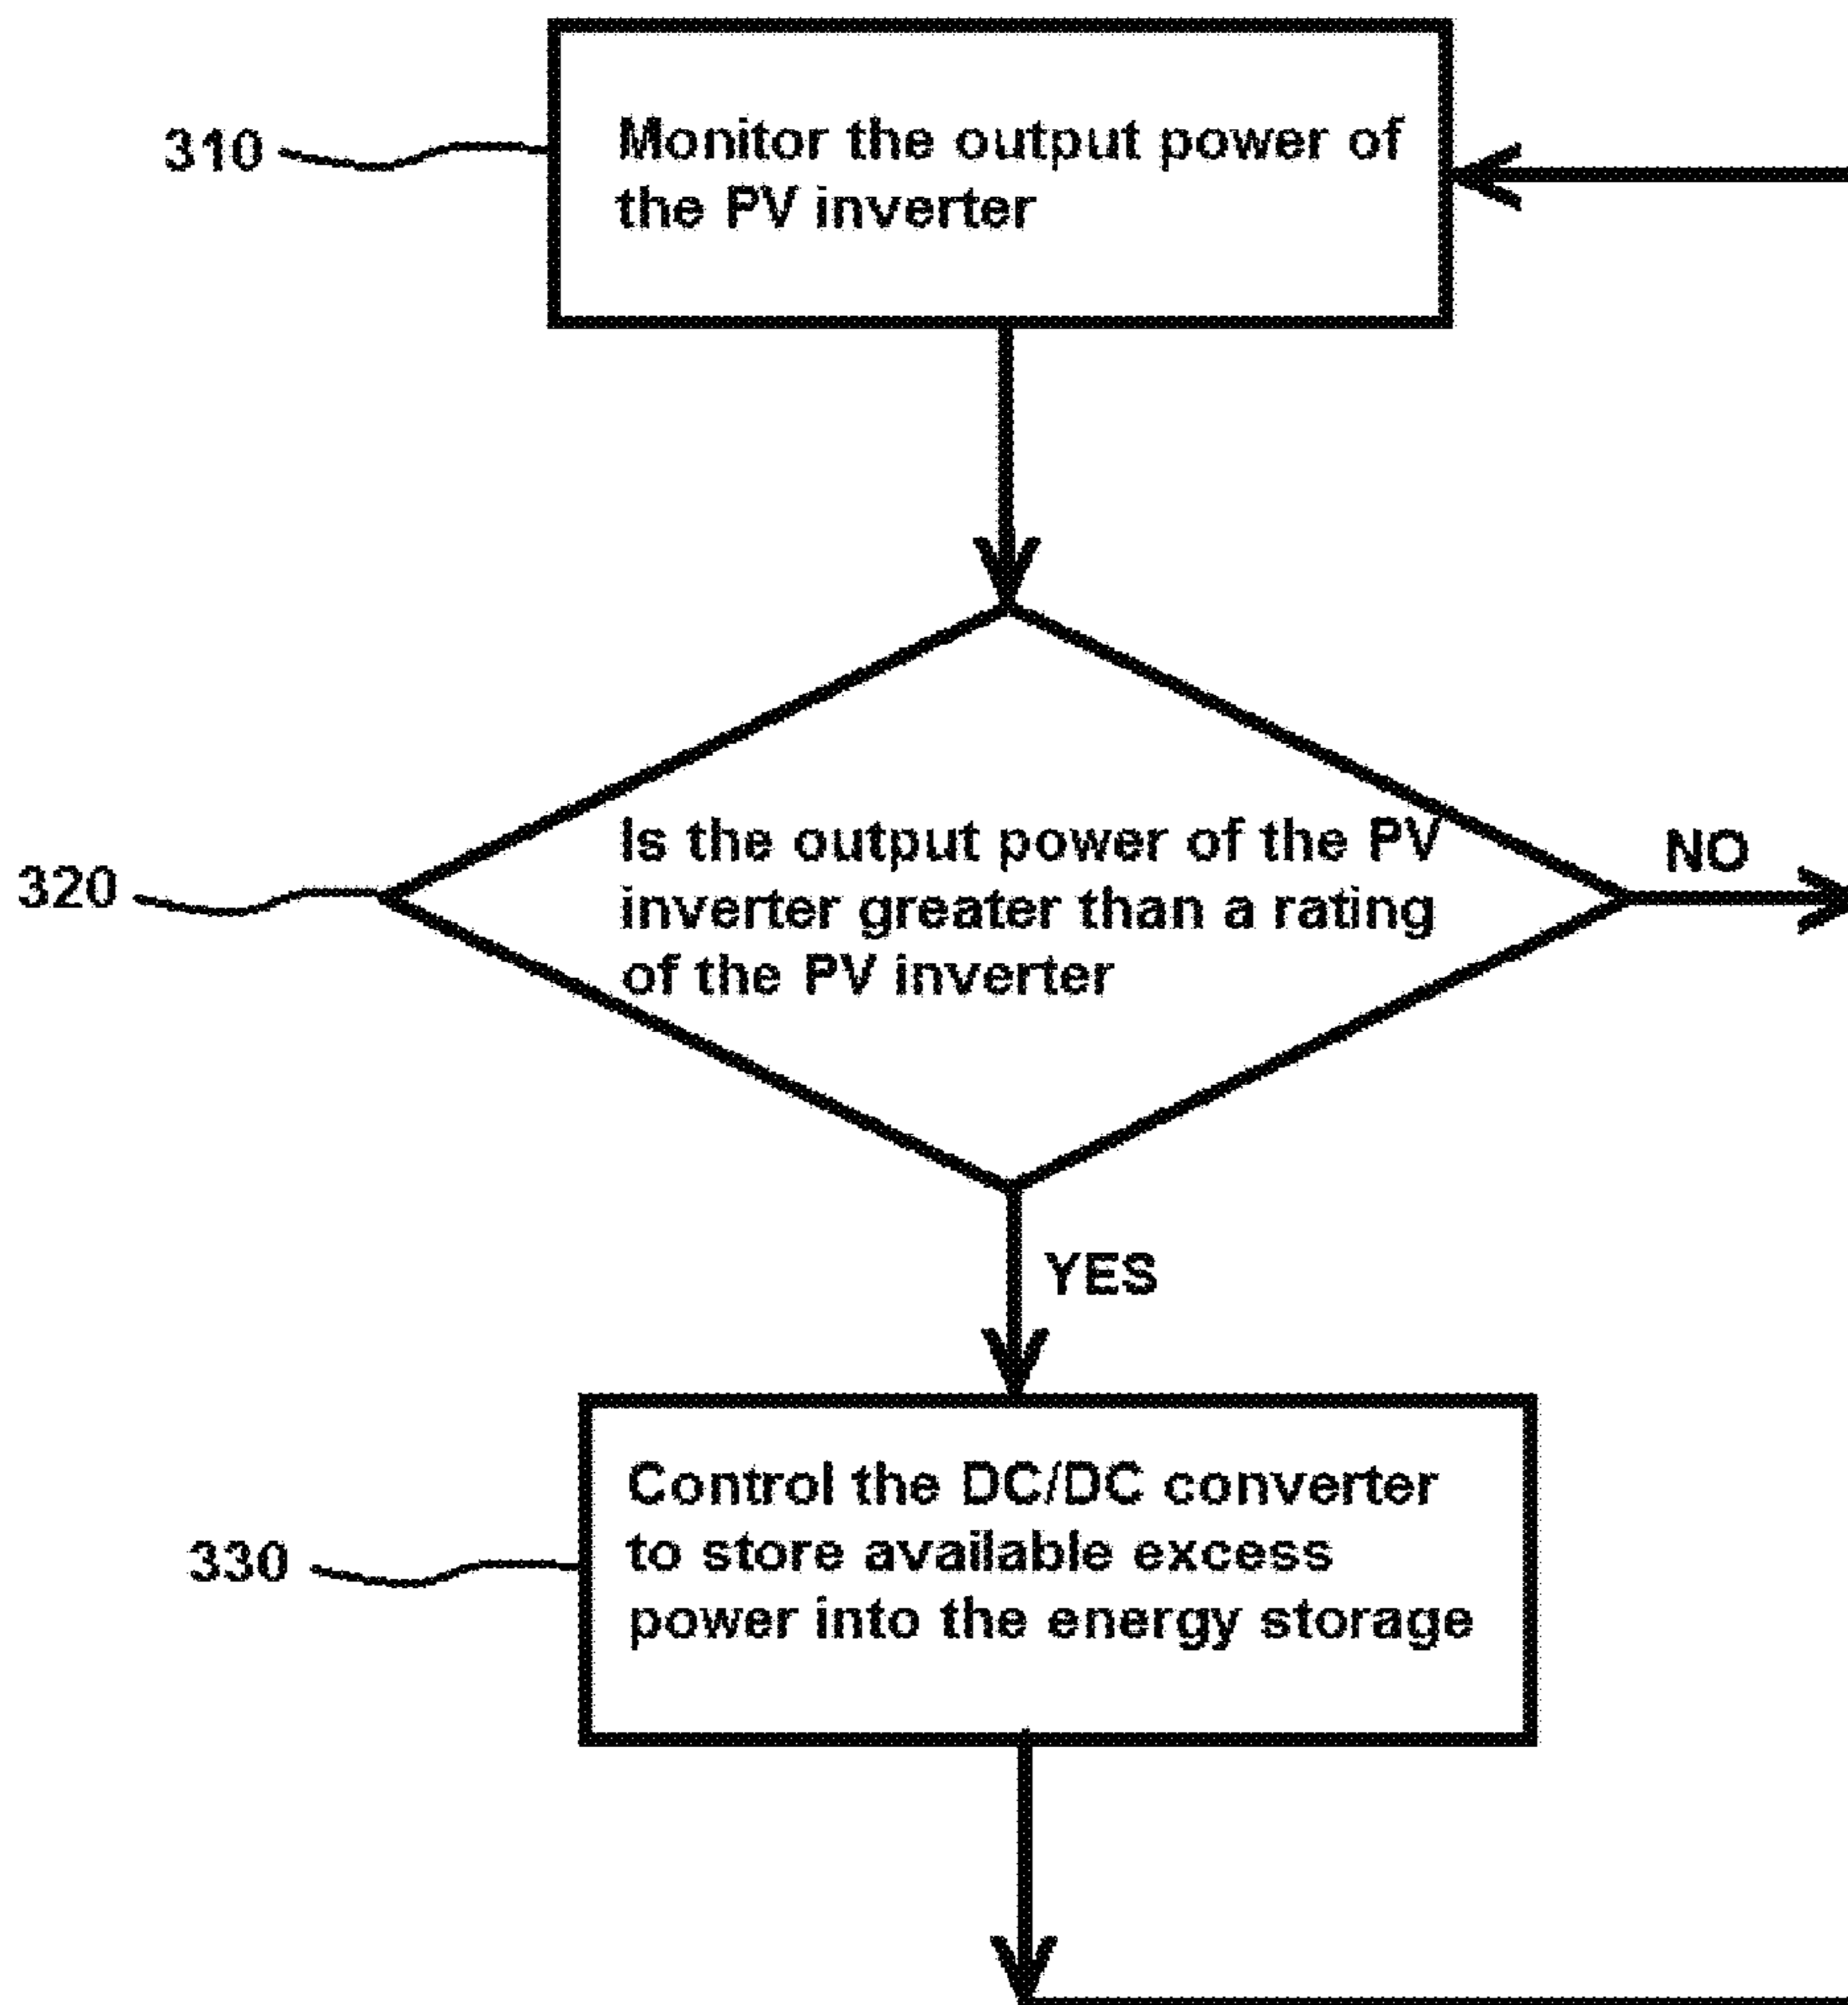 310
Monitor the output power of
the PV inverter
320
Is the output power of the PV
inverter greater than a rating
of the PV inverter
NO
YES
330
Control the DC/DC converter
to store available excess
power into the energy storage